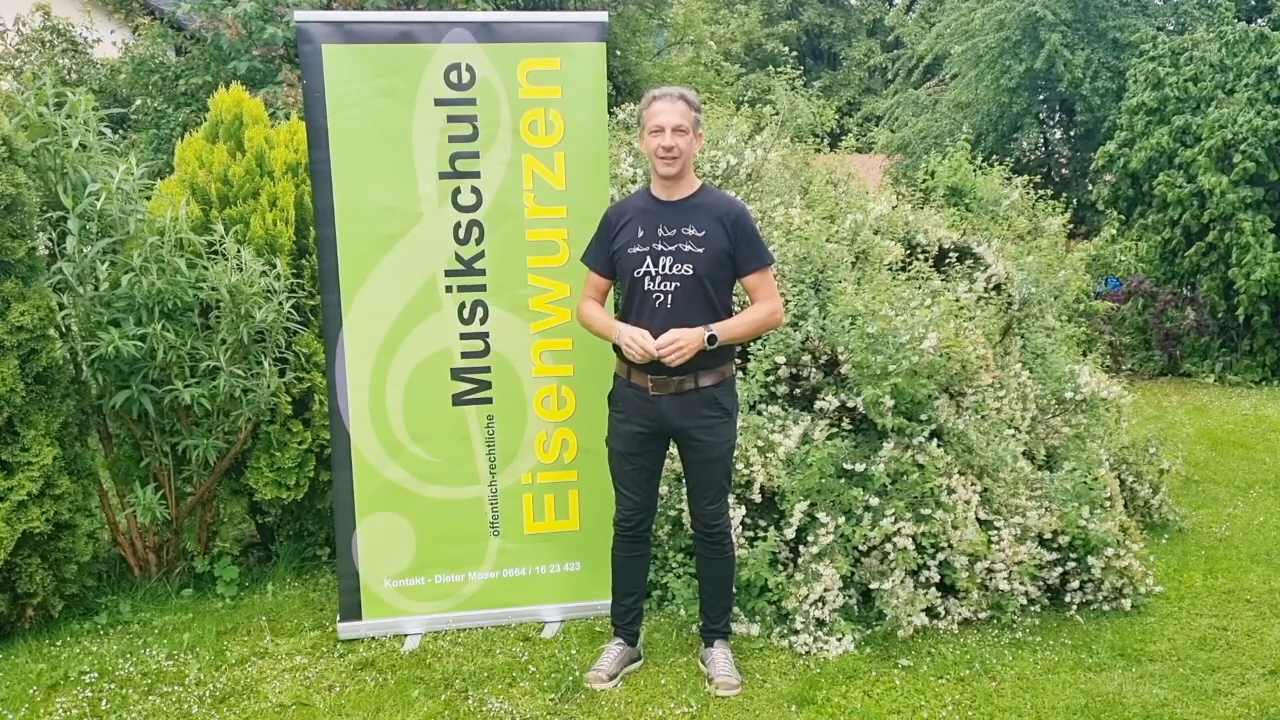 öffentlich-rechtliche Musikschule
Eisenwurzen
Kontakt - Dieter Moser 0664 / 16 23 423
Alles
klar
?!